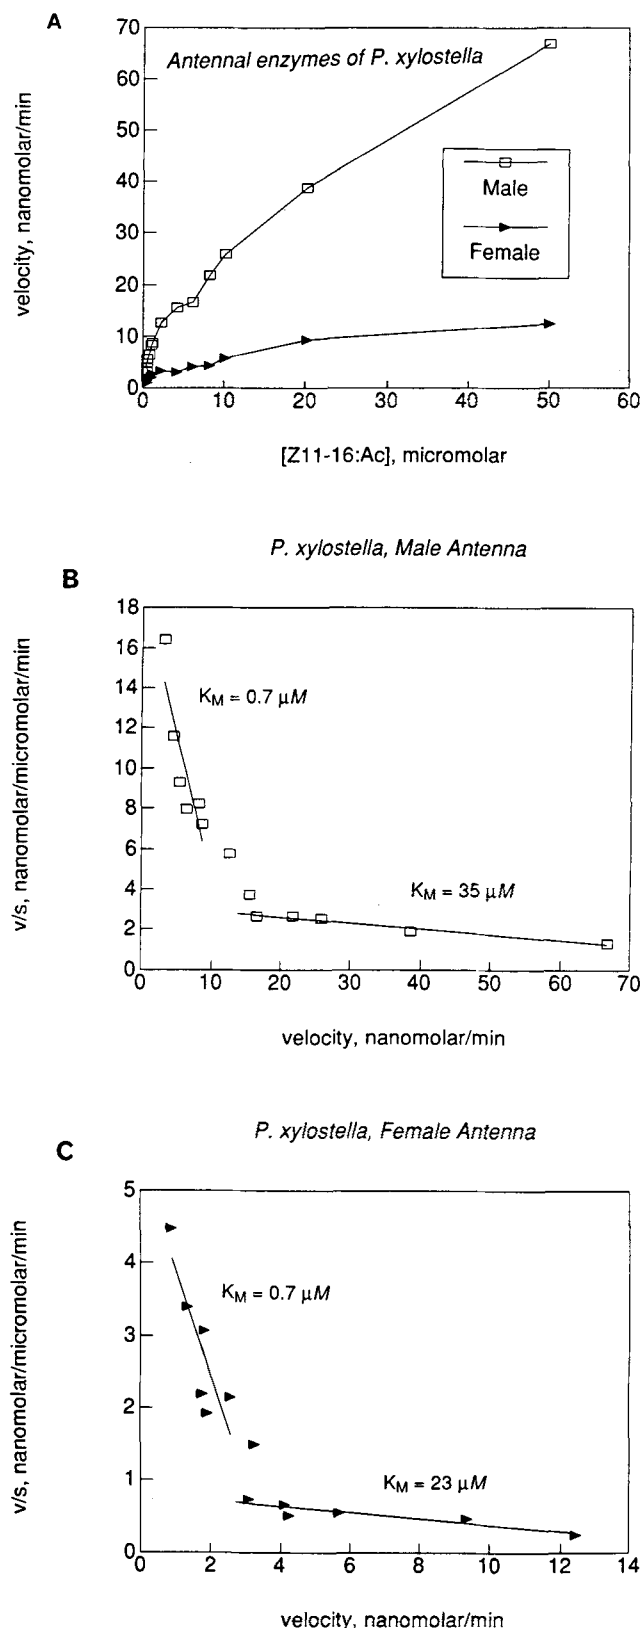 A
Antennal enzymes of P. xylostella
velocity, nanomolar/min
70
60
50
40
30
20
10
0
Male
Female
0 10 20 30 40 50 60
[Z11-16:Ac], micromolar
P. xylostella, Male Antenna
B
v/s, nanomolar/micromolar/min
18
16
14
12
10
8
6
4
2
0
KM = 0.7 μM
KM = 35 μM
0 10 20 30 40 50 60 70
velocity, nanomolar/min
P. xylostella, Female Antenna
C
v/s, nanomolar/micromolar/min
5
4
3
2
1
0
KM = 0.7 μM
KM = 23 μM
0 2 4 6 8 10 12 14
velocity, nanomolar/min